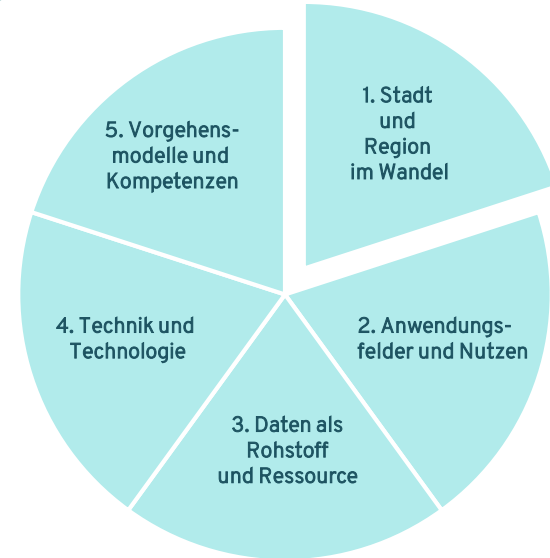 1. Stadt
und
Region
im Wandel
2. Anwendungs-
felder und Nutzen
3. Daten als
Rohstoff
und Ressource
4. Technik und
Technologie
5. Vorgehens-
modelle und
Kompetenzen